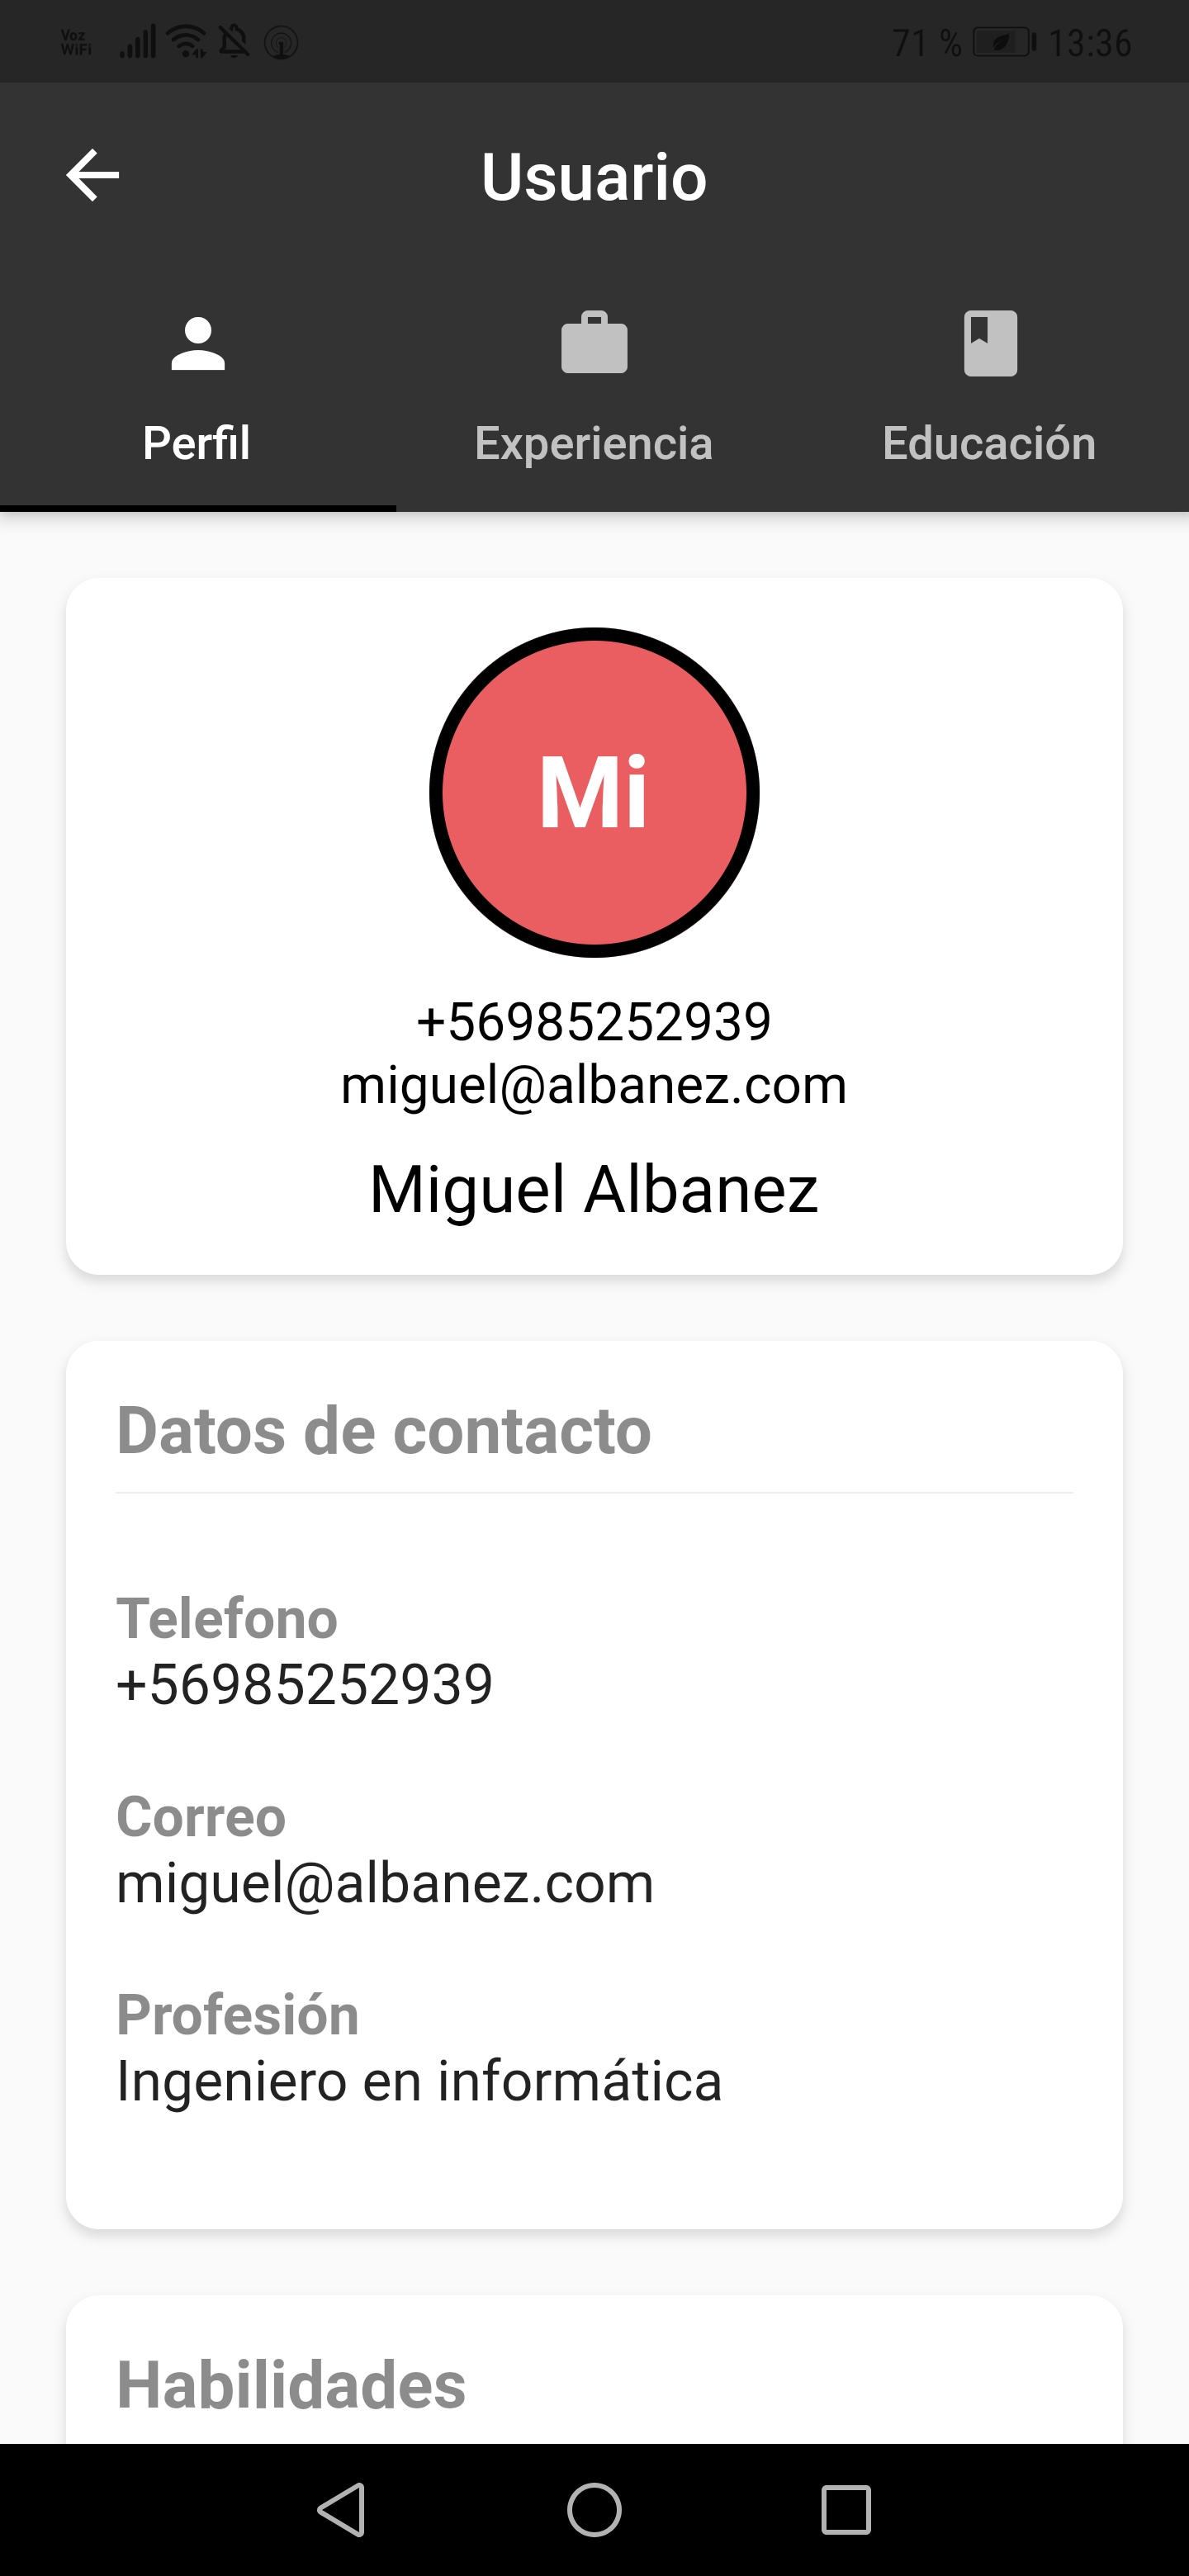 Voz
WiFi
71 %
13:36
Usuario
Perfil
Experiencia
Educación
Mi
+56985252939
miguel@albanez.com
Miguel Albanez
Datos de contacto
Telefono
+56985252939
Correo
miguel@albanez.com
Profesión
Ingeniero en informática
Habilidades